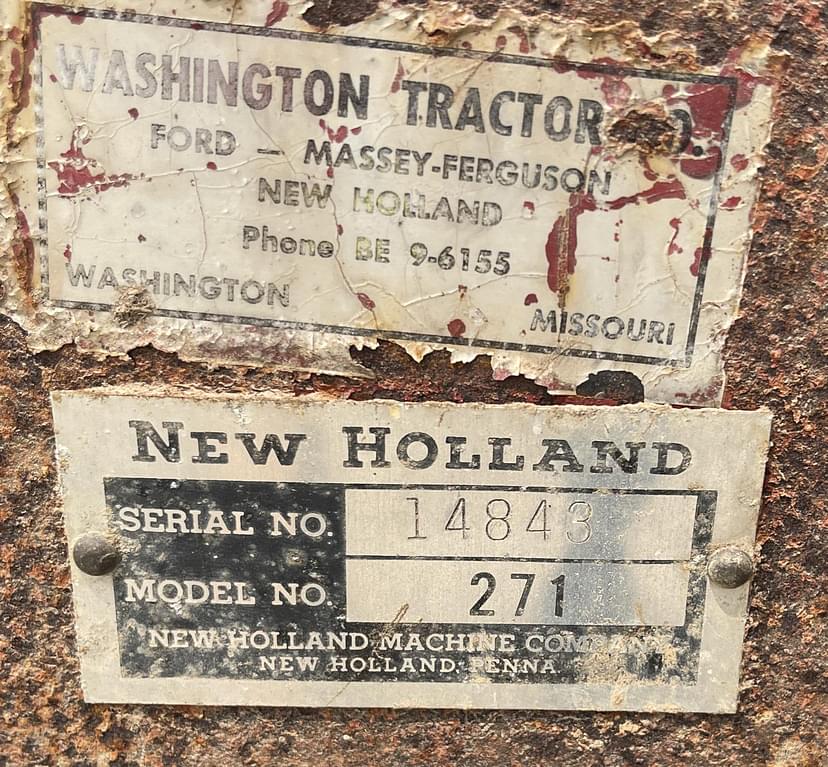 WASHINGTON TRACTOR CO.
FORD — MASSEY-FERGUSON
NEW HOLLAND
Phone BE 9-6155
WASHINGTON MISSOURI
NEW HOLLAND
SERIAL NO. 14843
MODEL NO. 271
NEW HOLLAND MACHINE COMPANY
NEW HOLLAND, PENNA.